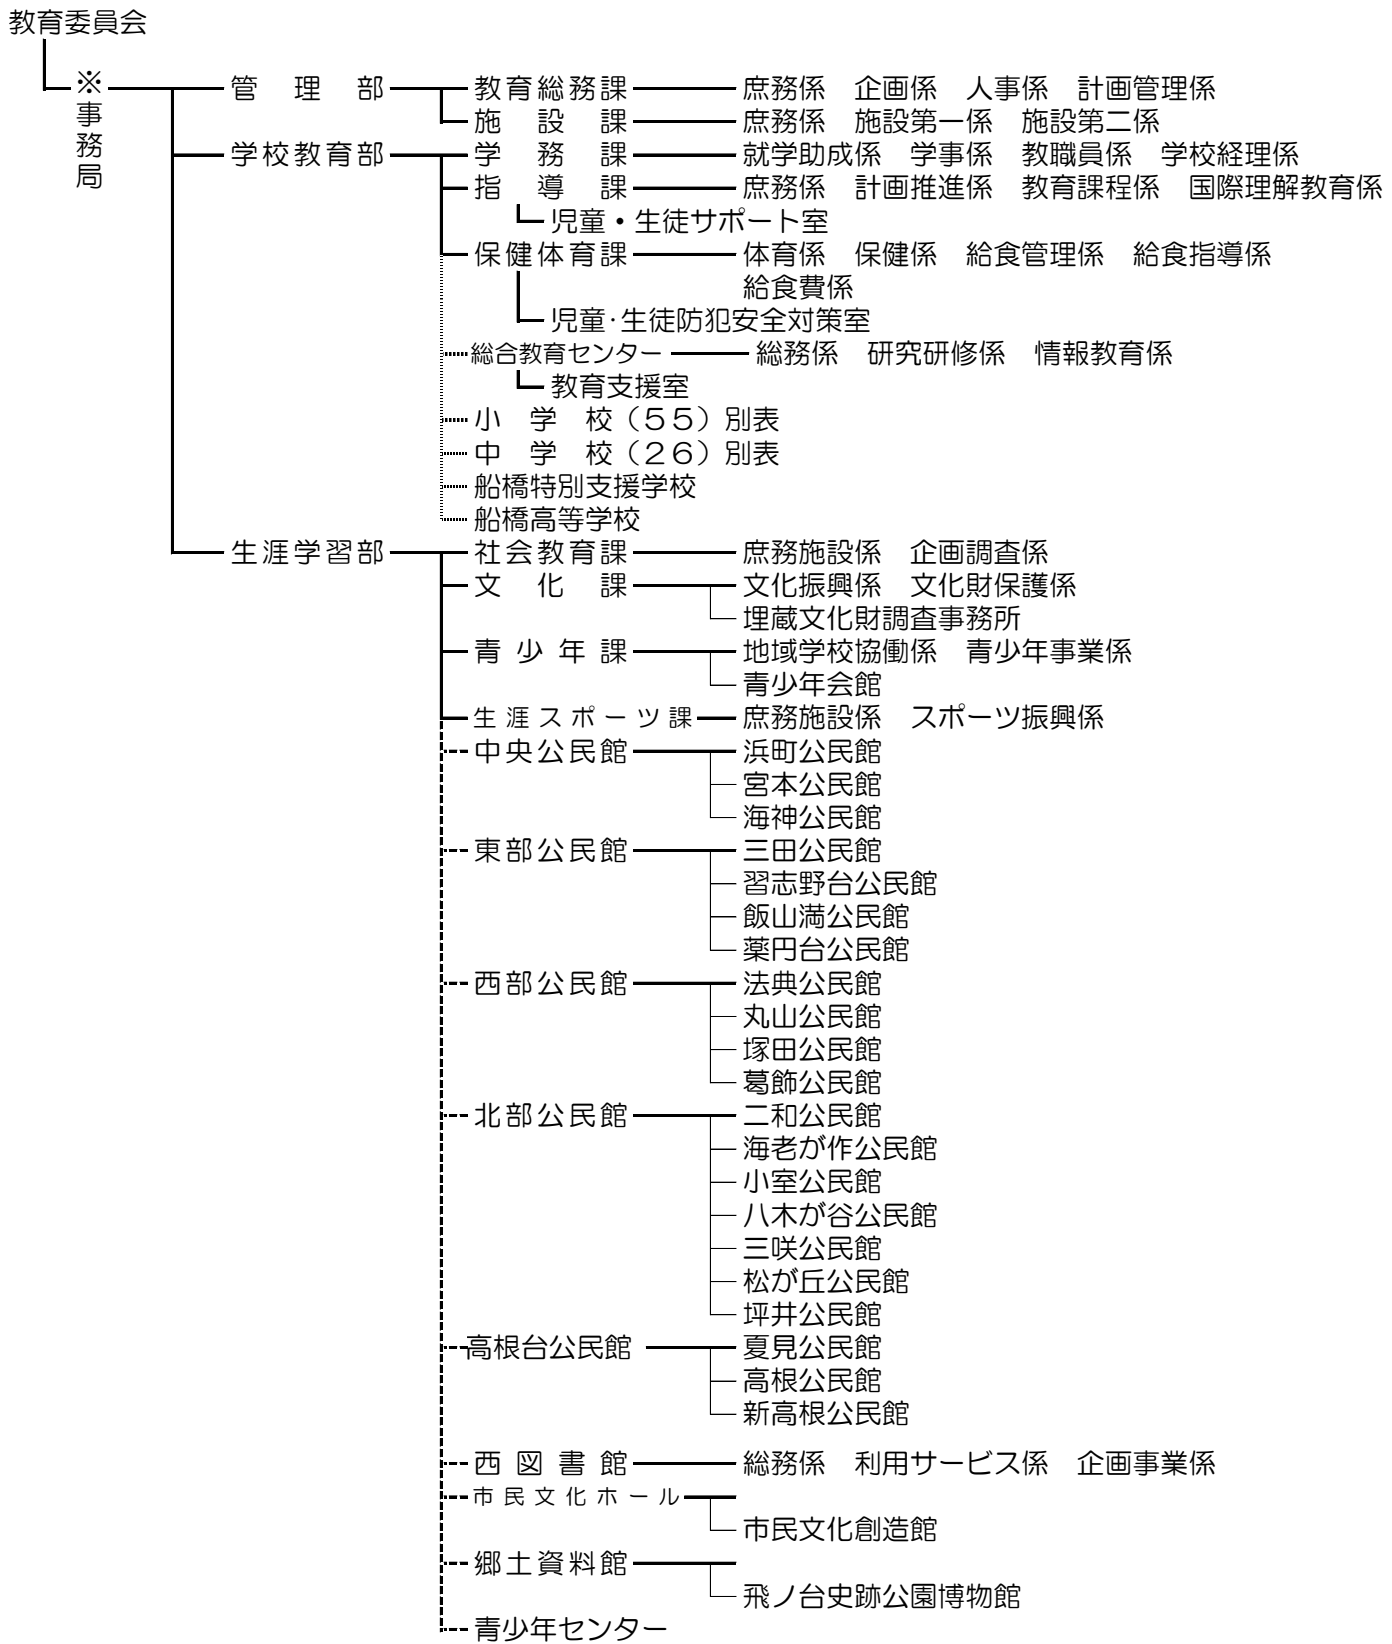 教育委員会
※事務局
管理部 教育総務課 庶務係 企画係 人事係 計画管理係
施設課 庶務係 施設第一係 施設第二係
学校教育部 学務課 就学助成係 学事係 教職員係 学校経理係
指導課 庶務係 計画推進係 教育課程係 国際理解教育係
児童・生徒サポート室
保健体育課 体育係 保健係 給食管理係 給食指導係
給食費係
児童・生徒防犯安全対策室
総合教育センター 総務係 研究研修係 情報教育係
教育支援室
小学校（５５）別表
中学校（２６）別表
船橋特別支援学校
船橋高等学校
生涯学習部 社会教育課 庶務施設係 企画調査係
文化課 文化振興係 文化財保護係
埋蔵文化財調査事務所
青少年課 地域学校協働係 青少年事業係
青少年会館
生涯スポーツ課 庶務施設係 スポーツ振興係
中央公民館 浜町公民館
宮本公民館
海神公民館
東部公民館 三田公民館
習志野台公民館
飯山満公民館
薬円台公民館
西部公民館 法典公民館
丸山公民館
塚田公民館
葛飾公民館
北部公民館 二和公民館
海老が作公民館
小室公民館
八木が谷公民館
三咲公民館
松が丘公民館
坪井公民館
高根台公民館 夏見公民館
高根公民館
新高根公民館
西図書館 総務係 利用サービス係 企画事業係
市民文化ホール
市民文化創造館
郷土資料館
飛ノ台史跡公園博物館
青少年センター